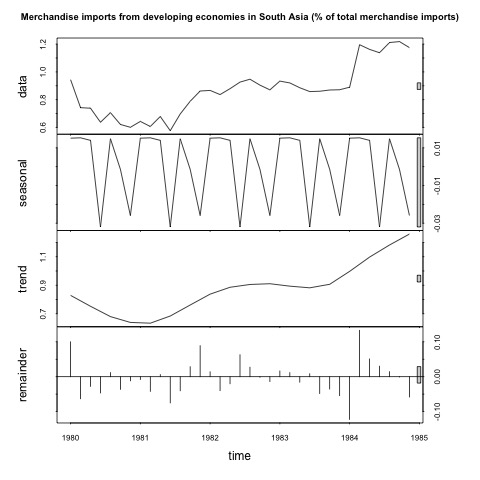 Merchandise imports from developing economies in South Asia (% of total merchandise imports)
data
0.6 0.8 1.0 1.2
seasonal
-0.03 -0.01 0.01
trend
0.7 0.9 1.1
remainder
-0.10 0.00 0.10
1980 1981 1982 1983 1984 1985
time